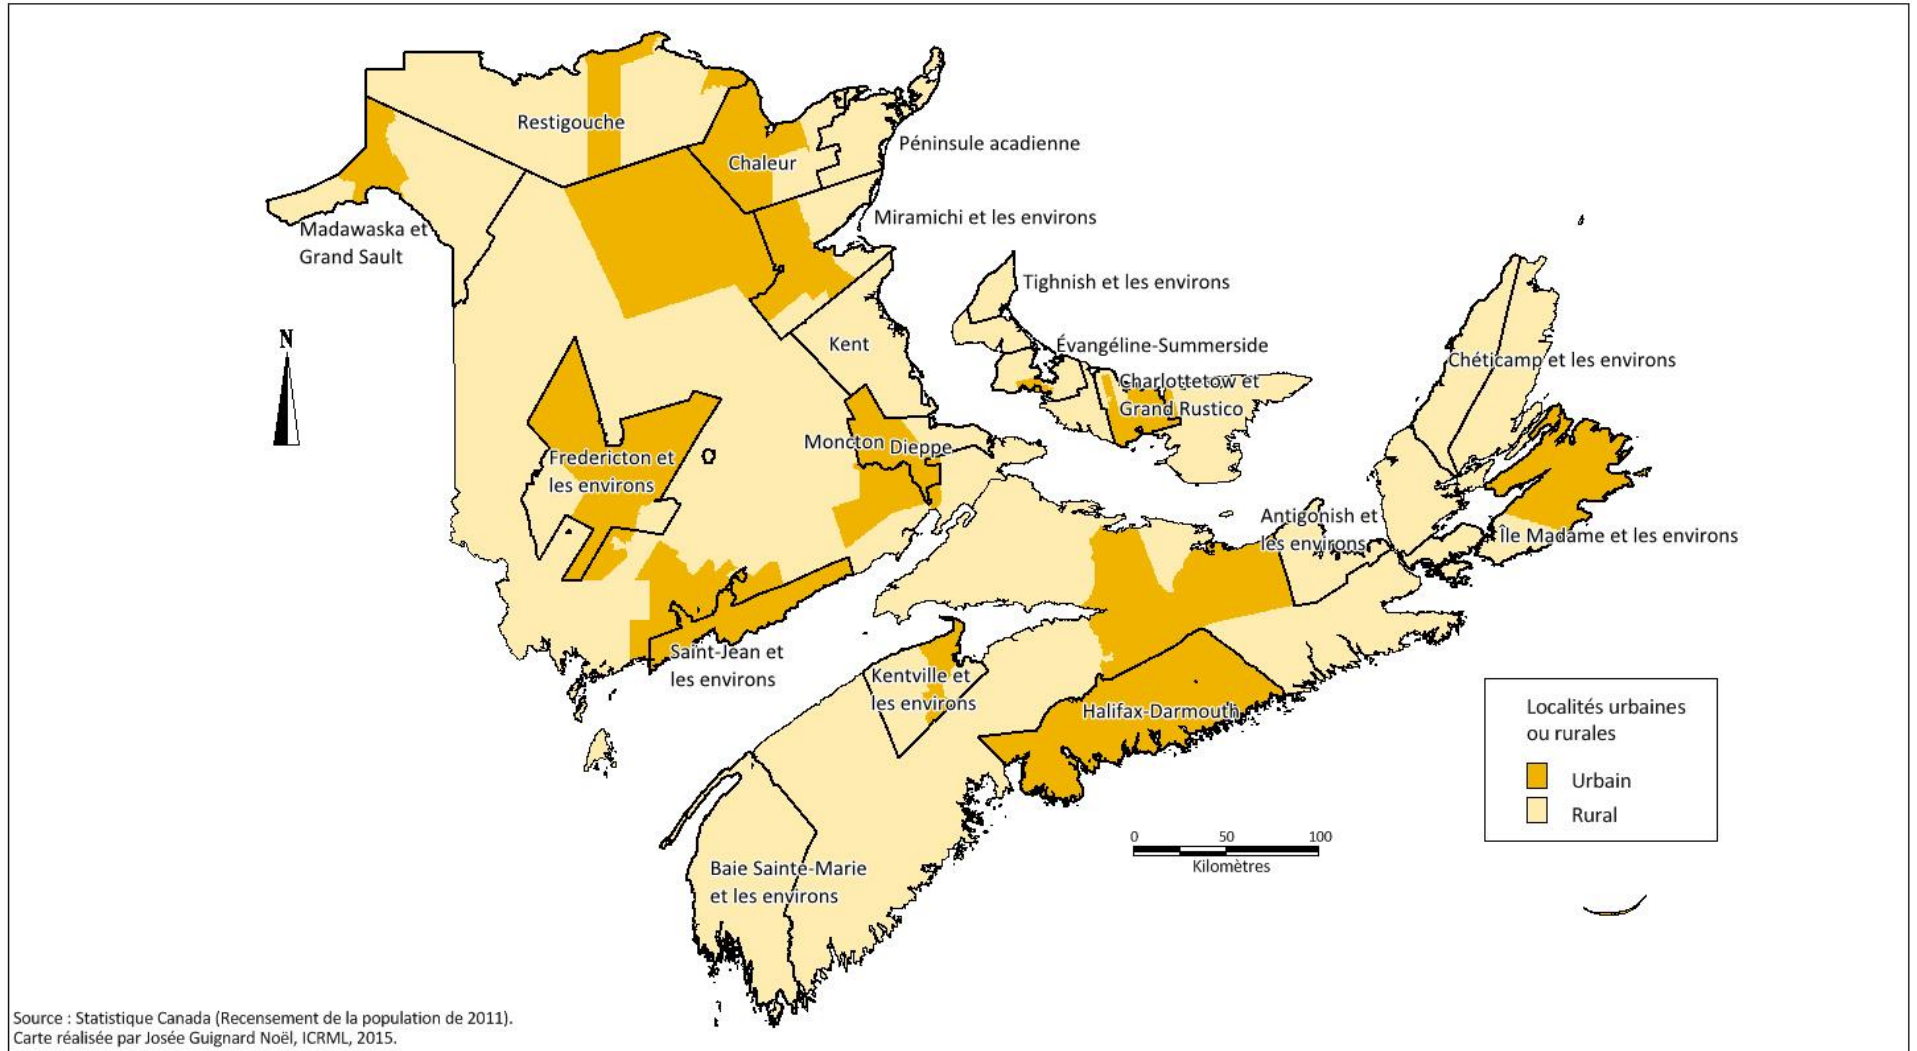 Restigouche
Péninsule acadienne
Chaleur
Miramichi et les environs
Madawaska et
Grand Sault
Tighnish et les environs
N
Kent
Évangéline-Summerside
Chéticamp et les environs
Charlottetow et
Grand Rustico
Moncton
Dieppe
Fredericton et
les environs
Antigonish et
les environs
Île Madame et les environs
Saint-Jean et
les environs
Kentville et
les environs
Halifax-Darmouth
Localités urbaines
ou rurales
Urbain
Rural
0 50 100
Kilomètres
Baie Sainte-Marie
et les environs
Source : Statistique Canada (Recensement de la population de 2011).
Carte réalisée par Josée Guignard Noël, ICRML, 2015.